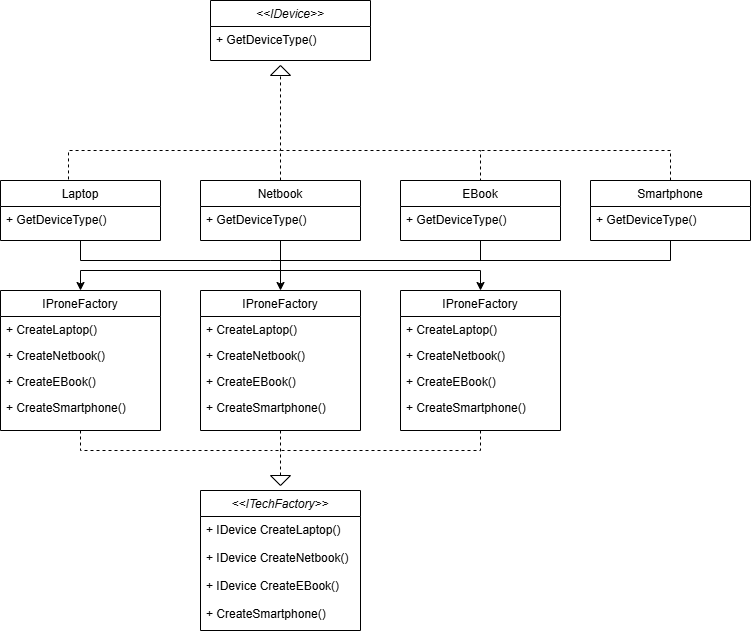 <<IDevice>>
+ GetDeviceType()
Laptop
+ GetDeviceType()
Netbook
+ GetDeviceType()
EBook
+ GetDeviceType()
Smartphone
+ GetDeviceType()
IProneFactory
+ CreateLaptop()
+ CreateNetbook()
+ CreateEBook()
+ CreateSmartphone()
IProneFactory
+ CreateLaptop()
+ CreateNetbook()
+ CreateEBook()
+ CreateSmartphone()
IProneFactory
+ CreateLaptop()
+ CreateNetbook()
+ CreateEBook()
+ CreateSmartphone()
<<ITechFactory>>
+ IDevice CreateLaptop()
+ IDevice CreateNetbook()
+ IDevice CreateEBook()
+ CreateSmartphone()